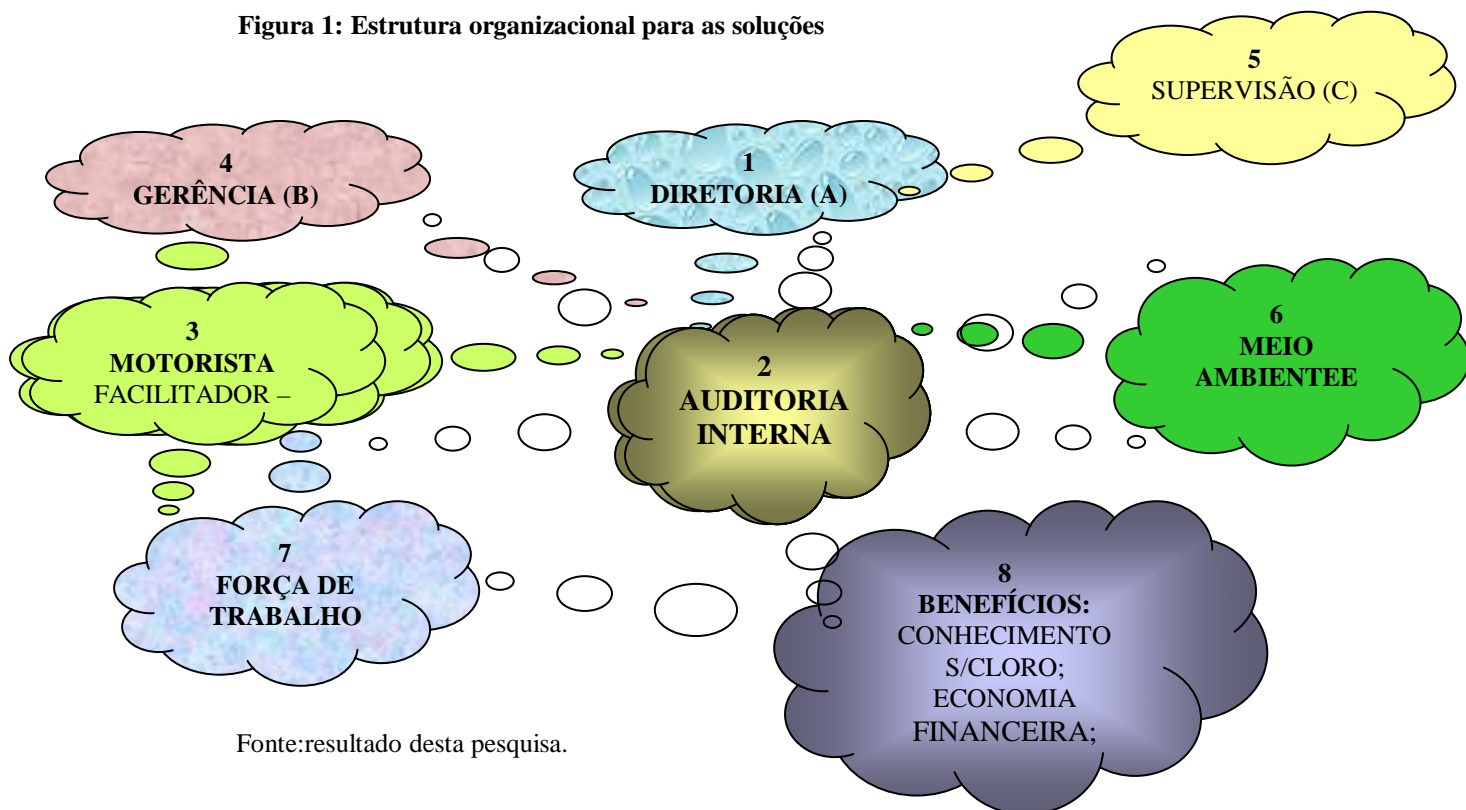 Figura 1: Estrutura organizacional para as soluções
5
SUPERVISÃO (C)
4
GERÊNCIA (B)
1
DIRETORIA (A)
3
MOTORISTA
FACILITADOR –
2
AUDITORIA
INTERNA
6
MEIO
AMBIENTEE
7
FORÇA DE
TRABALHO
8
BENEFÍCIOS:
CONHECIMENTO
S/CLORO;
ECONOMIA
FINANCEIRA;
Fonte:resultado desta pesquisa.